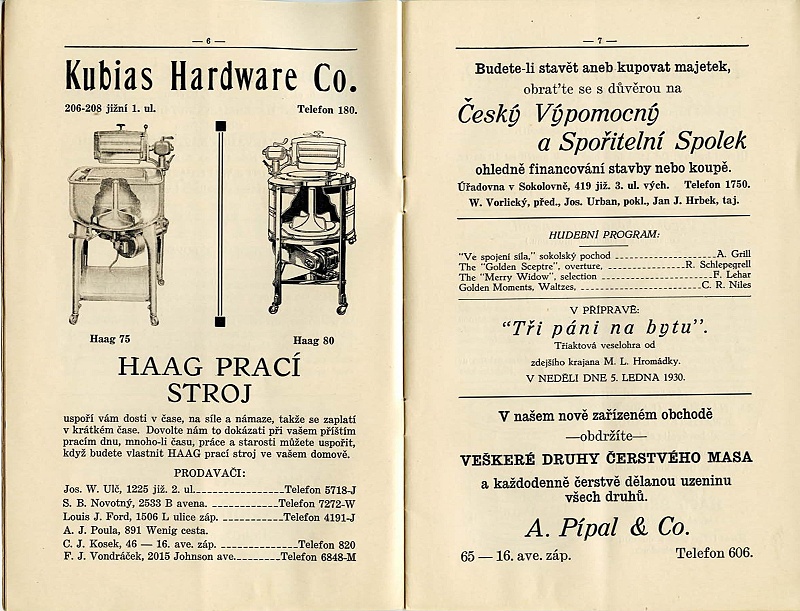 — 6 —
Kubias Hardware Co.
206-208 jižní 1. ul. Telefon 180.
Haag 75 Haag 80
HAAG PRACÍ
STROJ
uspoří vám dosti v čase, na síle a námaze, takže se zaplatí
v krátkém čase. Dovolte nám to dokázati při vašem příštím
pracím dnu, mnoho-li času, práce a starosti můžete uspořit,
když budete vlastnit HAAG prací stroj ve vašem domově.
PRODAVAČI:
Jos. W. Ulč, 1225 již. 2. ul. Telefon 5718-J
S. B. Novotný, 2533 B avena. Telefon 7272-W
Louis J. Ford, 1506 L ulice záp. Telefon 4191-J
A. J. Poula, 891 Wenig cesta.
C. J. Kosek, 46 — 16. ave. záp. Telefon 820
F. J. Vondráček, 2015 Johnson ave. Telefon 6848-M
— 7 —
Budete-li stavět aneb kupovat majetek,
obrat'te se s důvěrou na
Český Výpomocný
a Spořitelní Spolek
ohledně financování stavby nebo koupě.
Úřadovna v Sokolovně, 419 již. 3. ul. vých. Telefon 1750.
W. Vorlický, před., Jos. Urban, pokl., Jan J. Hrbek, taj.
HUDEBNÍ PROGRAM:
"Ve spojení síla," sokolský pochod A. Grill
The "Golden Sceptre", overture, R. Schlepegrell
The "Merry Widow", selection F. Lehar
Golden Moments, Waltzes, C. R. Niles
V PŘÍPRAVĚ:
"Tři páni na bytu".
Tříaktová veselohra od
zdejšího krajana M. L. Hromádky.
V NEDĚLI DNE 5. LEDNA 1930.
V našem nově zařízeném obchodě
—obdržíte—
VEŠKERÉ DRUHY ČERSTVÉHO MASA
a každodenně čerstvě dělanou uzeninu
všech druhů.
A. Pípal & Co.
65 — 16. ave. záp. Telefon 606.